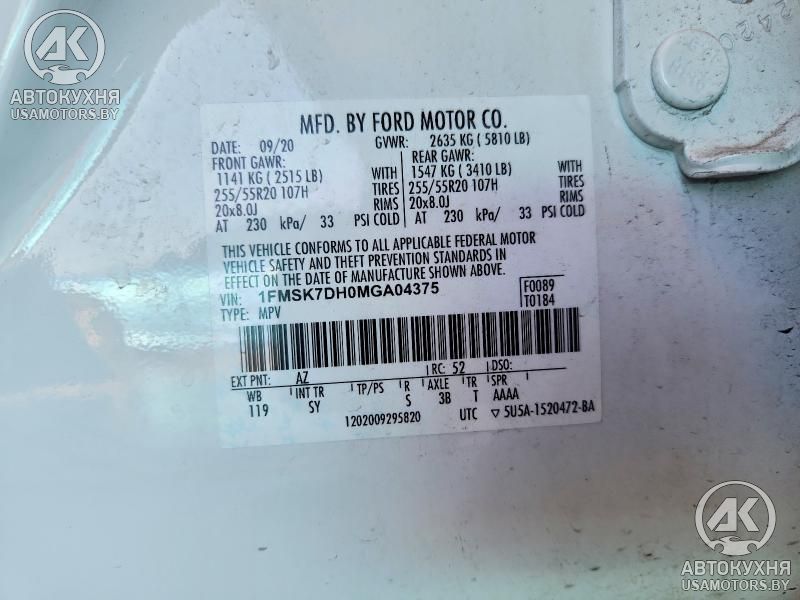 AK
АВТОКУХНЯ
USAMOTORS.BY
MFD. BY FORD MOTOR CO.
DATE: 09/20 GVWR: 2635 KG ( 5810 LB)
FRONT GAWR: REAR GAWR:
1141 KG ( 2515 LB) WITH 1547 KG ( 3410 LB) WITH
255/55R20 107H TIRES 255/55R20 107H TIRES
20x8.0J RIMS 20x8.0J RIMS
AT 230 kPa/ 33 PSI COLD AT 230 kPa/ 33 PSI COLD
THIS VEHICLE CONFORMS TO ALL APPLICABLE FEDERAL MOTOR
VEHICLE SAFETY AND THEFT PREVENTION STANDARDS IN
EFFECT ON THE DATE OF MANUFACTURE SHOWN ABOVE.
VIN: 1FMSK7DH0MGA04375 F0089
TYPE: MPV T0184
EXT PNT: AZ RC: 52 DSO:
WB INT TR TP/PS R AXLE TR SPR
119 SY S 3B T AAAA
1202009295820 UTC ▽ 5U5A-1520472-BA
AK
АВТОКУХНЯ
USAMOTORS.BY